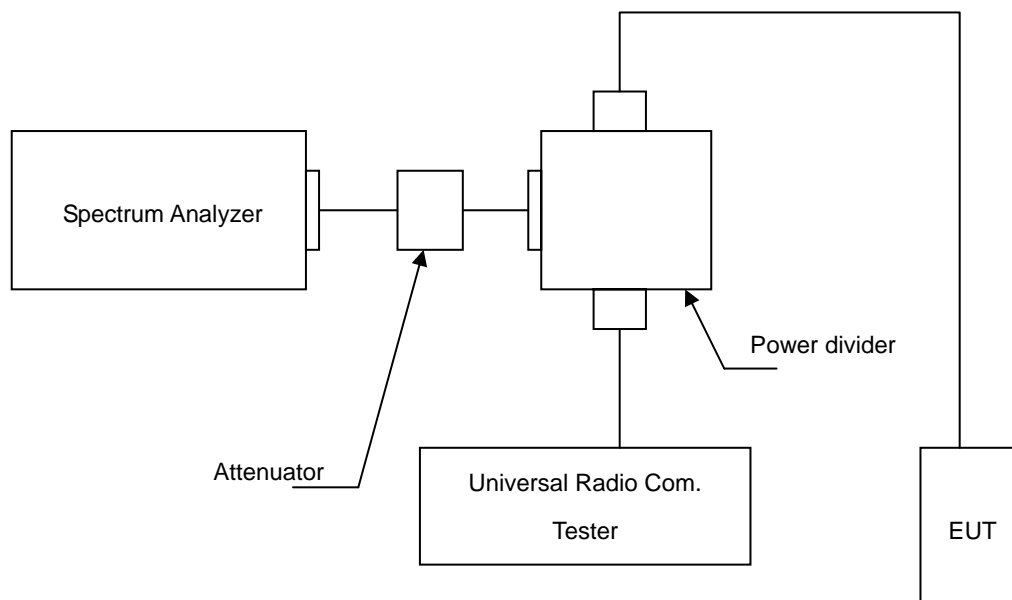 Spectrum Analyzer
Power divider
Attenuator
Universal Radio Com.
Tester
EUT